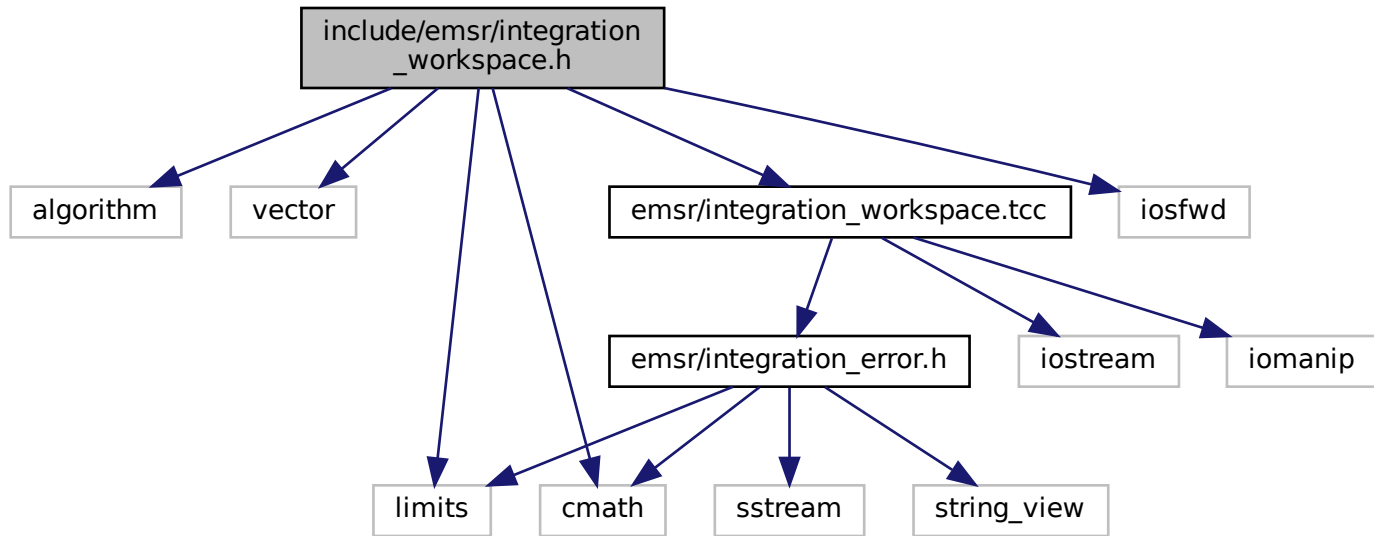 include/emsr/integration
_workspace.h
algorithm
vector
emsr/integration_workspace.tcc
iosfwd
emsr/integration_error.h
iostream
iomanip
limits
cmath
sstream
string_view